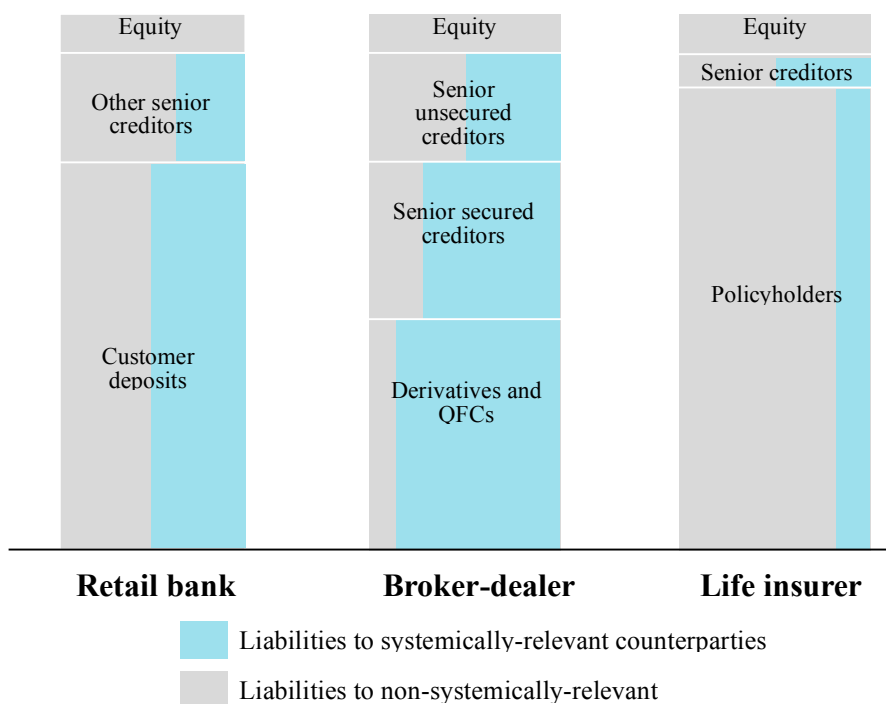 Equity
Equity
Equity
Other senior
creditors
Senior
unsecured
creditors
Senior creditors
Senior secured
creditors
Policyholders
Customer
deposits
Derivatives and
QFCs
Retail bank
Broker-dealer
Life insurer
Liabilities to systemically-relevant counterparties
Liabilities to non-systemically-relevant